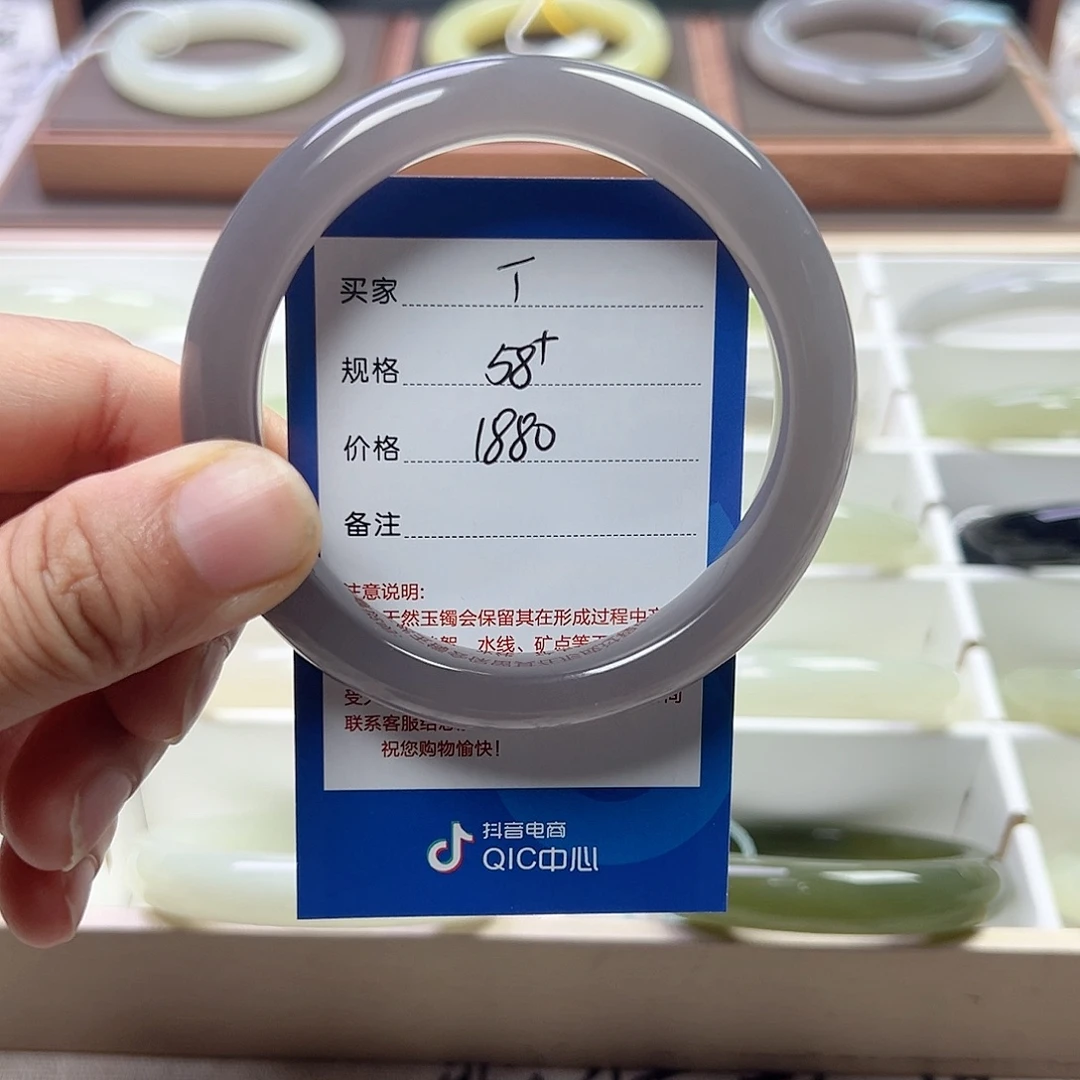 买家 丁
规格 58+
价格 1880
备注
注意说明:
天然玉镯会保留其在形成过程中
水线、矿点等
联系客服
祝您购物愉快!
抖音电商
QIC中心